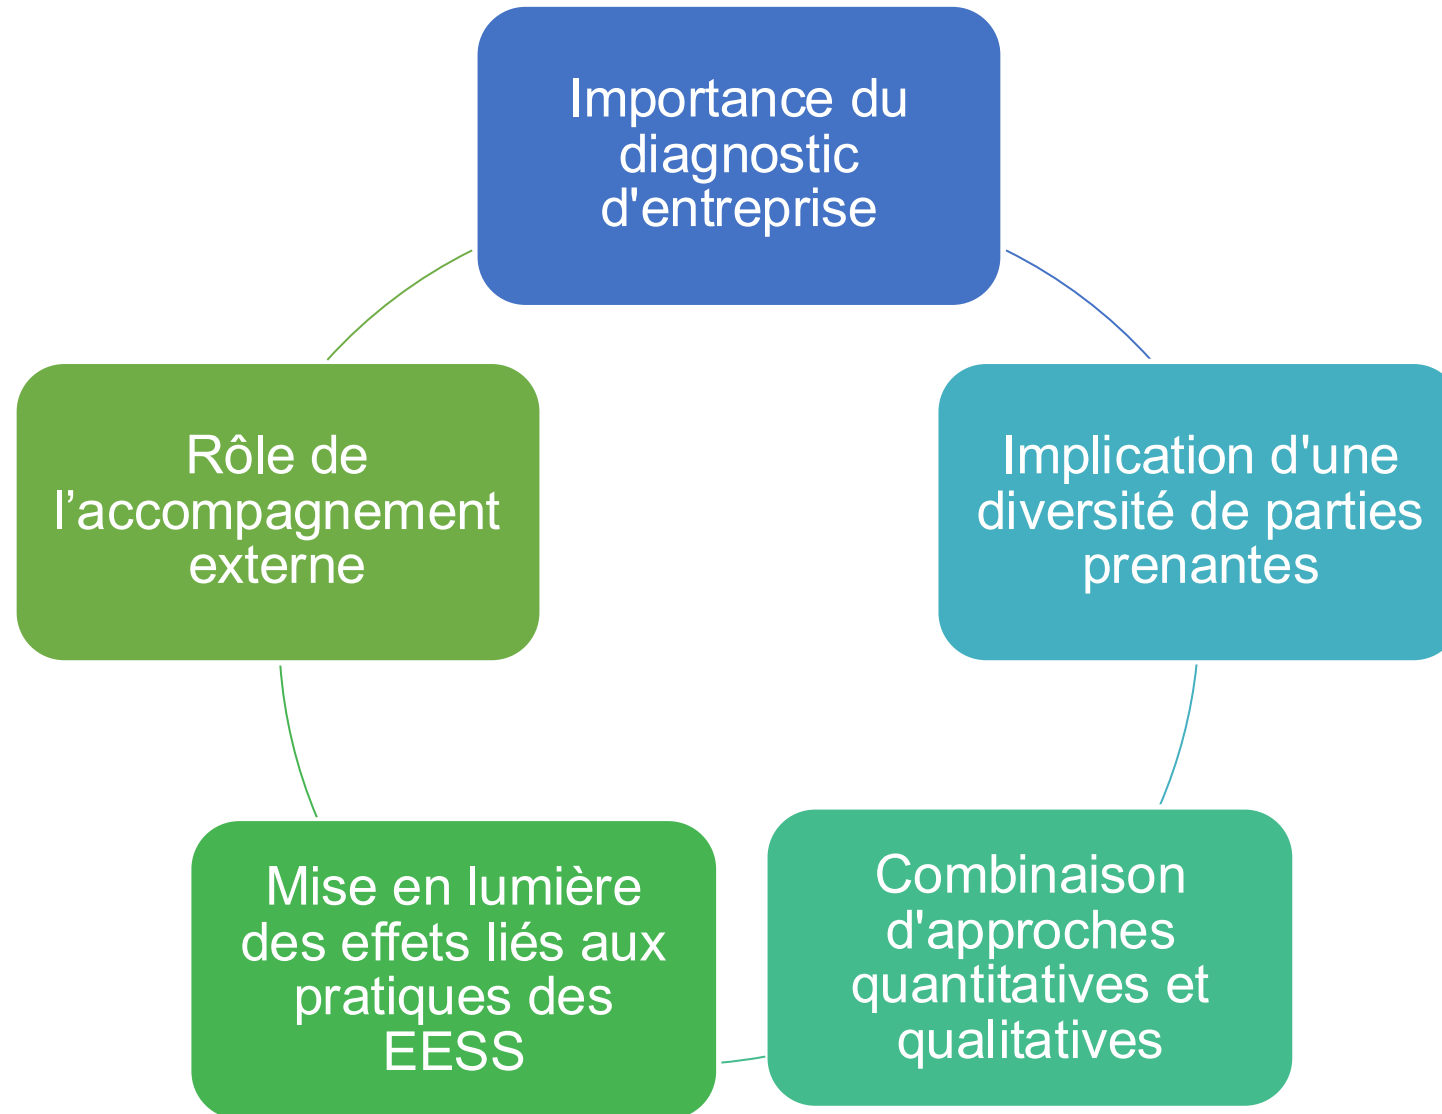 Importance du
diagnostic
d'entreprise
Rôle de
l’accompagnement
externe
Implication d'une
diversité de parties
prenantes
Mise en lumière
des effets liés aux
pratiques des
EESS
Combinaison
d'approches
quantitatives et
qualitatives